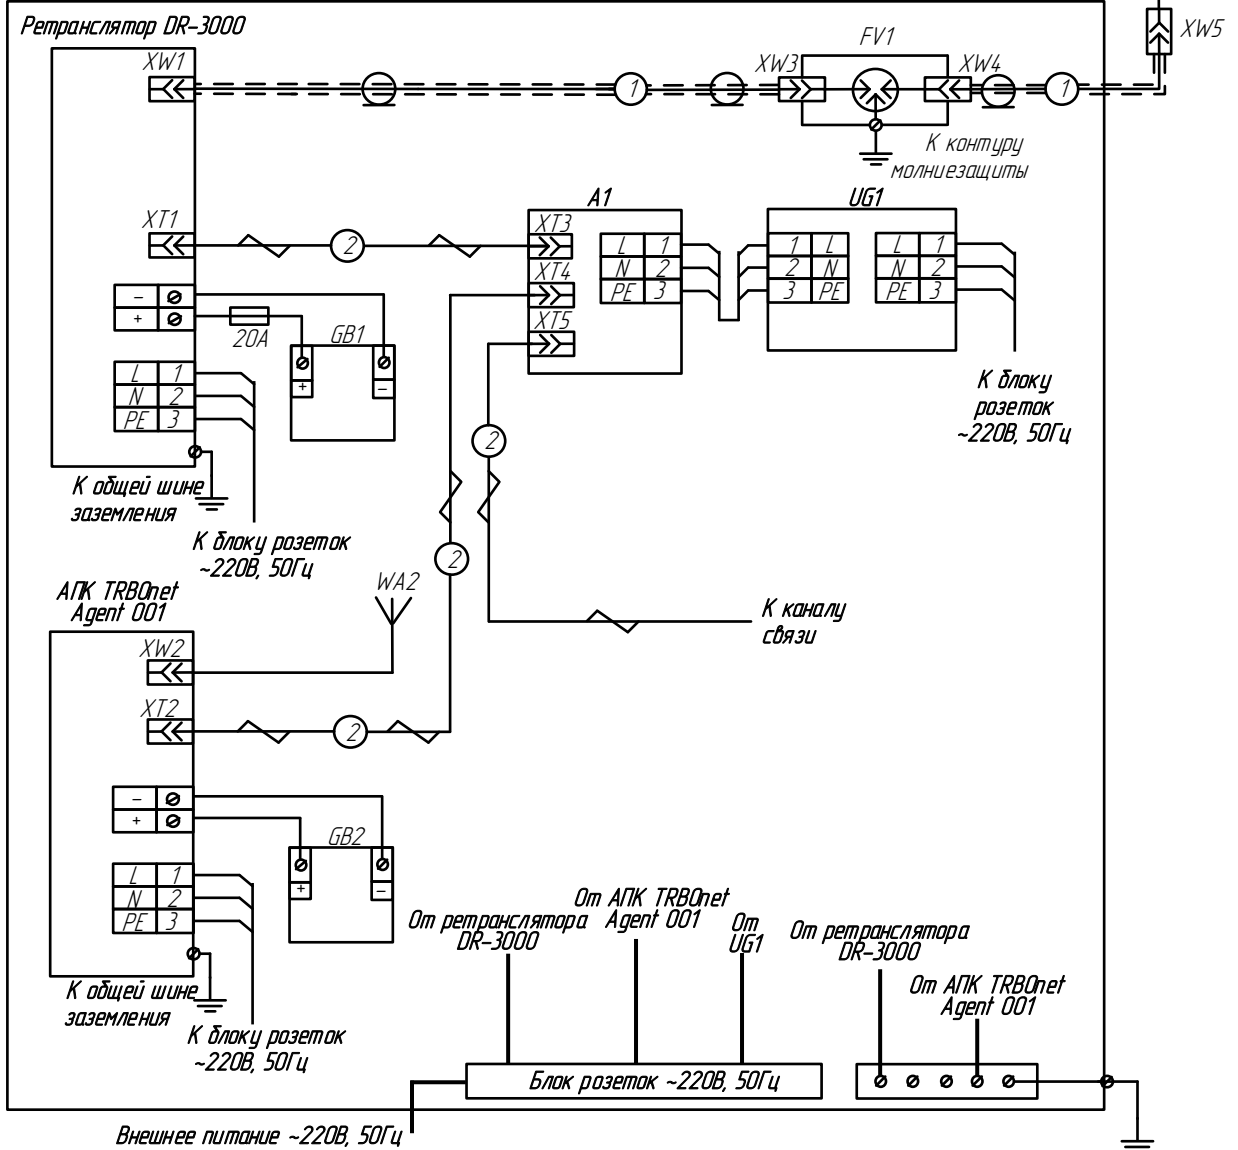 Ретранслятор DR-3000
XW1
1
XW3
FV1
XW4
1
XW5
К контуру
молниезащиты
XT1
2
A1
XT3
XT4
XT5
L 1
N 2
PE 3
UG1
1 L
2 N
3 PE
L 1
N 2
PE 3
К блоку
розеток
~220В, 50Гц
–
+
20А
GB1
+
–
L 1
N 2
PE 3
К общей шине
заземления
К блоку розеток
~220В, 50Гц
2
2
К каналу
связи
АПК TRBOnet
Agent 001
WA2
XW2
XT2
2
–
+
GB2
+
–
L 1
N 2
PE 3
К общей шине
заземления
К блоку розеток
~220В, 50Гц
От ретранслятора
DR-3000
От АПК TRBOnet
Agent 001
От
UG1
От ретранслятора
DR-3000
От АПК TRBOnet
Agent 001
Блок розеток ~220В, 50Гц
Внешнее питание ~220В, 50Гц